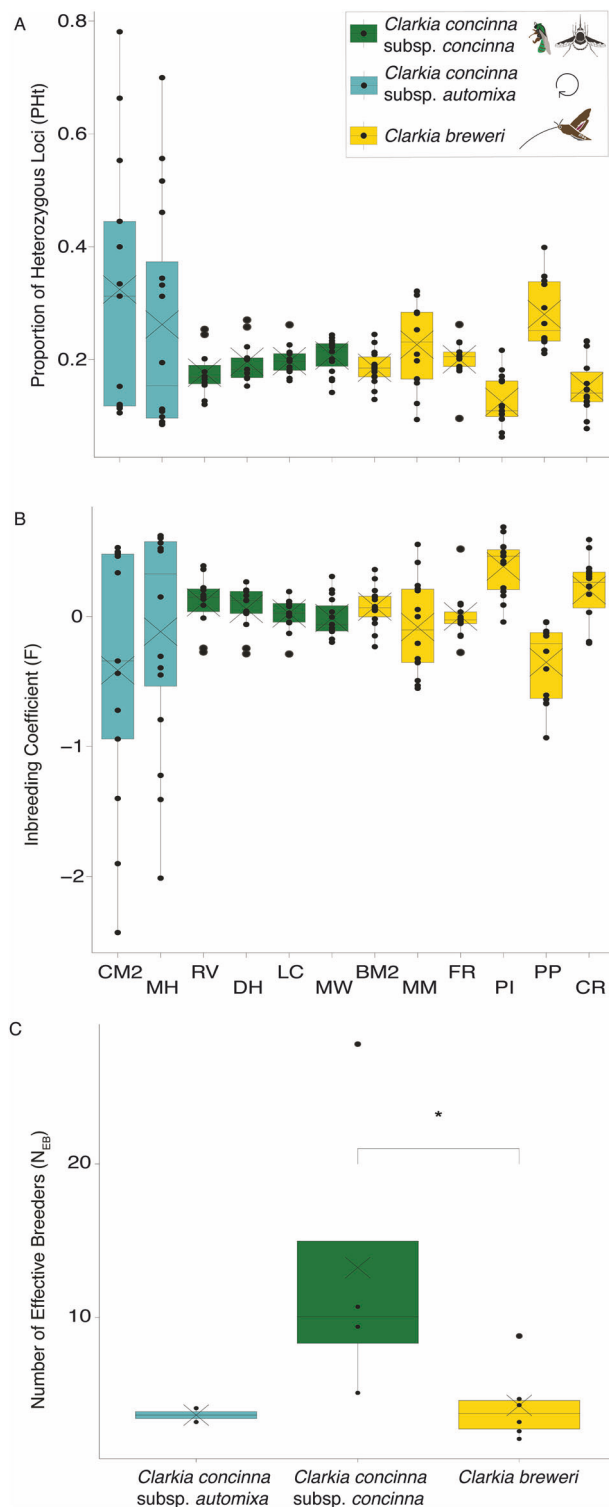 A
Proportion of Heterozygous Loci (PHt)
0.8
0.6
0.4
0.2
Clarkia concinna
subsp. concinna
Clarkia concinna
subsp. automixa
Clarkia breweri
B
Inbreeding Coefficient (F)
0
−1
−2
CM2 MH RV DH LC MW BM2 MM FR PI PP CR
C
Number of Effective Breeders (NEB)
20
10
*
Clarkia concinna
subsp. automixa
Clarkia concinna
subsp. concinna
Clarkia breweri